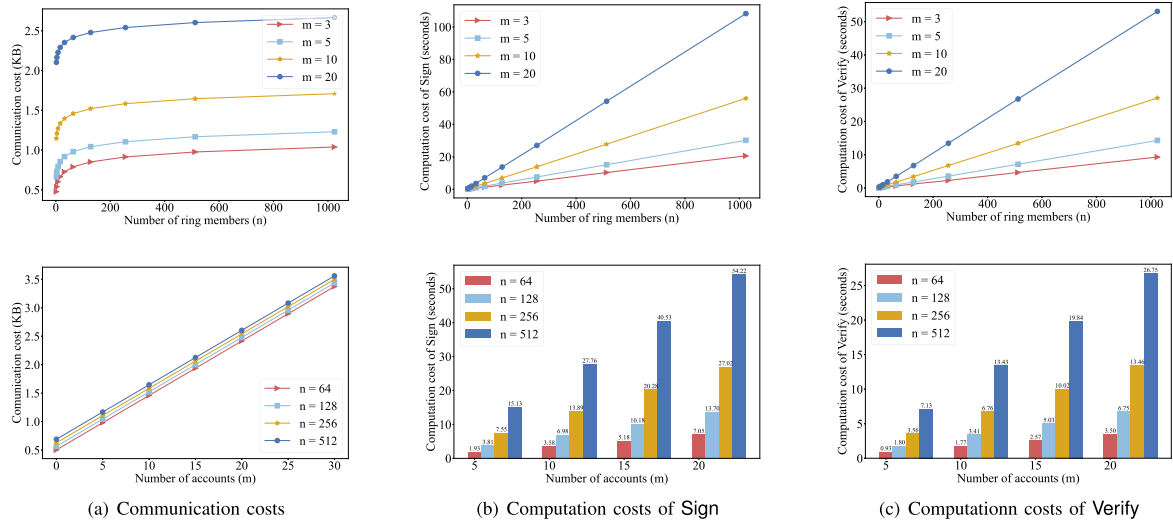 Comunication cost (KB)
2.5
2.0
1.5
1.0
0.5
0 200 400 600 800 1000
Number of ring members (n)
m = 3
m = 5
m = 10
m = 20
Computation cost of Sign (seconds)
100
80
60
40
20
0
0 200 400 600 800 1000
Number of ring members (n)
m = 3
m = 5
m = 10
m = 20
Computation cost of Verify (seconds)
50
40
30
20
10
0
0 200 400 600 800 1000
Number of ring members (n)
m = 3
m = 5
m = 10
m = 20
Comunication cost (KB)
3.5
3.0
2.5
2.0
1.5
1.0
0.5
0 5 10 15 20 25 30
Number of accounts (m)
n = 64
n = 128
n = 256
n = 512
Computation cost of Sign (seconds)
50
40
30
20
10
0
n = 64
n = 128
n = 256
n = 512
1.93 3.81 7.55 15.13
3.58 6.98 13.89 27.76
5.18 10.18 20.28 40.53
7.05 13.70 27.02 54.22
5 10 15 20
Number of accounts (m)
Computation cost of Verify (seconds)
25
20
15
10
5
0
n = 64
n = 128
n = 256
n = 512
0.93 1.80 3.56 7.13
1.77 3.41 6.76 13.43
2.57 5.03 10.02 19.84
3.50 6.75 13.46 26.75
5 10 15 20
Number of accounts (m)
(a) Communication costs
(b) Computation costs of Sign
(c) Computationn costs of Verify